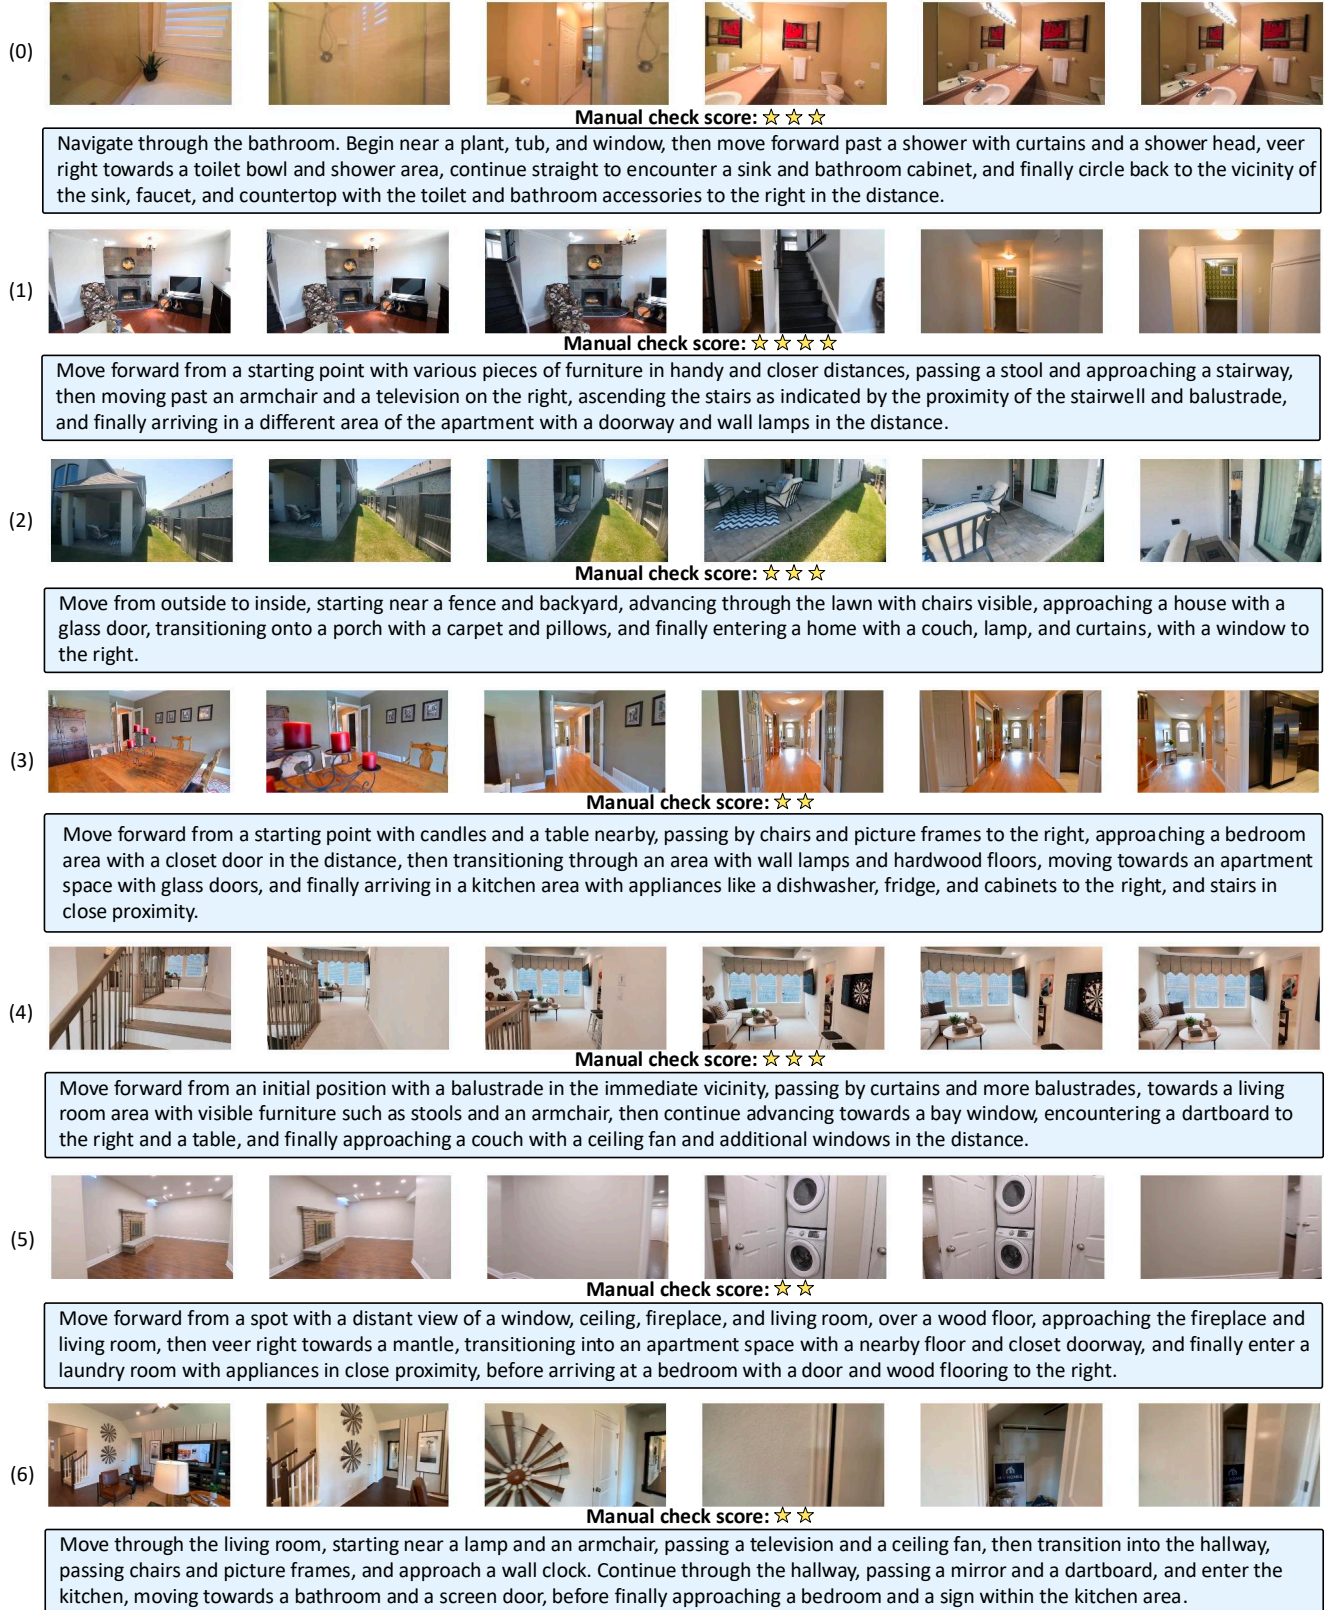 (0)
Manual check score:
Navigate through the bathroom. Begin near a plant, tub, and window, then move forward past a shower with curtains and a shower head, veer
right towards a toilet bowl and shower area, continue straight to encounter a sink and bathroom cabinet, and finally circle back to the vicinity of
the sink, faucet, and countertop with the toilet and bathroom accessories to the right in the distance.
(1)
Manual check score:
Move forward from a starting point with various pieces of furniture in handy and closer distances, passing a stool and approaching a stairway,
then moving past an armchair and a television on the right, ascending the stairs as indicated by the proximity of the stairwell and balustrade,
and finally arriving in a different area of the apartment with a doorway and wall lamps in the distance.
(2)
Manual check score:
Move from outside to inside, starting near a fence and backyard, advancing through the lawn with chairs visible, approaching a house with a
glass door, transitioning onto a porch with a carpet and pillows, and finally entering a home with a couch, lamp, and curtains, with a window to
the right.
(3)
Manual check score:
Move forward from a starting point with candles and a table nearby, passing by chairs and picture frames to the right, approaching a bedroom
area with a closet door in the distance, then transitioning through an area with wall lamps and hardwood floors, moving towards an apartment
space with glass doors, and finally arriving in a kitchen area with appliances like a dishwasher, fridge, and cabinets to the right, and stairs in
close proximity.
(4)
Manual check score:
Move forward from an initial position with a balustrade in the immediate vicinity, passing by curtains and more balustrades, towards a living
room area with visible furniture such as stools and an armchair, then continue advancing towards a bay window, encountering a dartboard to
the right and a table, and finally approaching a couch with a ceiling fan and additional windows in the distance.
(5)
Manual check score:
Move forward from a spot with a distant view of a window, ceiling, fireplace, and living room, over a wood floor, approaching the fireplace and
living room, then veer right towards a mantle, transitioning into an apartment space with a nearby floor and closet doorway, and finally enter a
laundry room with appliances in close proximity, before arriving at a bedroom with a door and wood flooring to the right.
(6)
Manual check score:
Move through the living room, starting near a lamp and an armchair, passing a television and a ceiling fan, then transition into the hallway,
passing chairs and picture frames, and approach a wall clock. Continue through the hallway, passing a mirror and a dartboard, and enter the
kitchen, moving towards a bathroom and a screen door, before finally approaching a bedroom and a sign within the kitchen area.